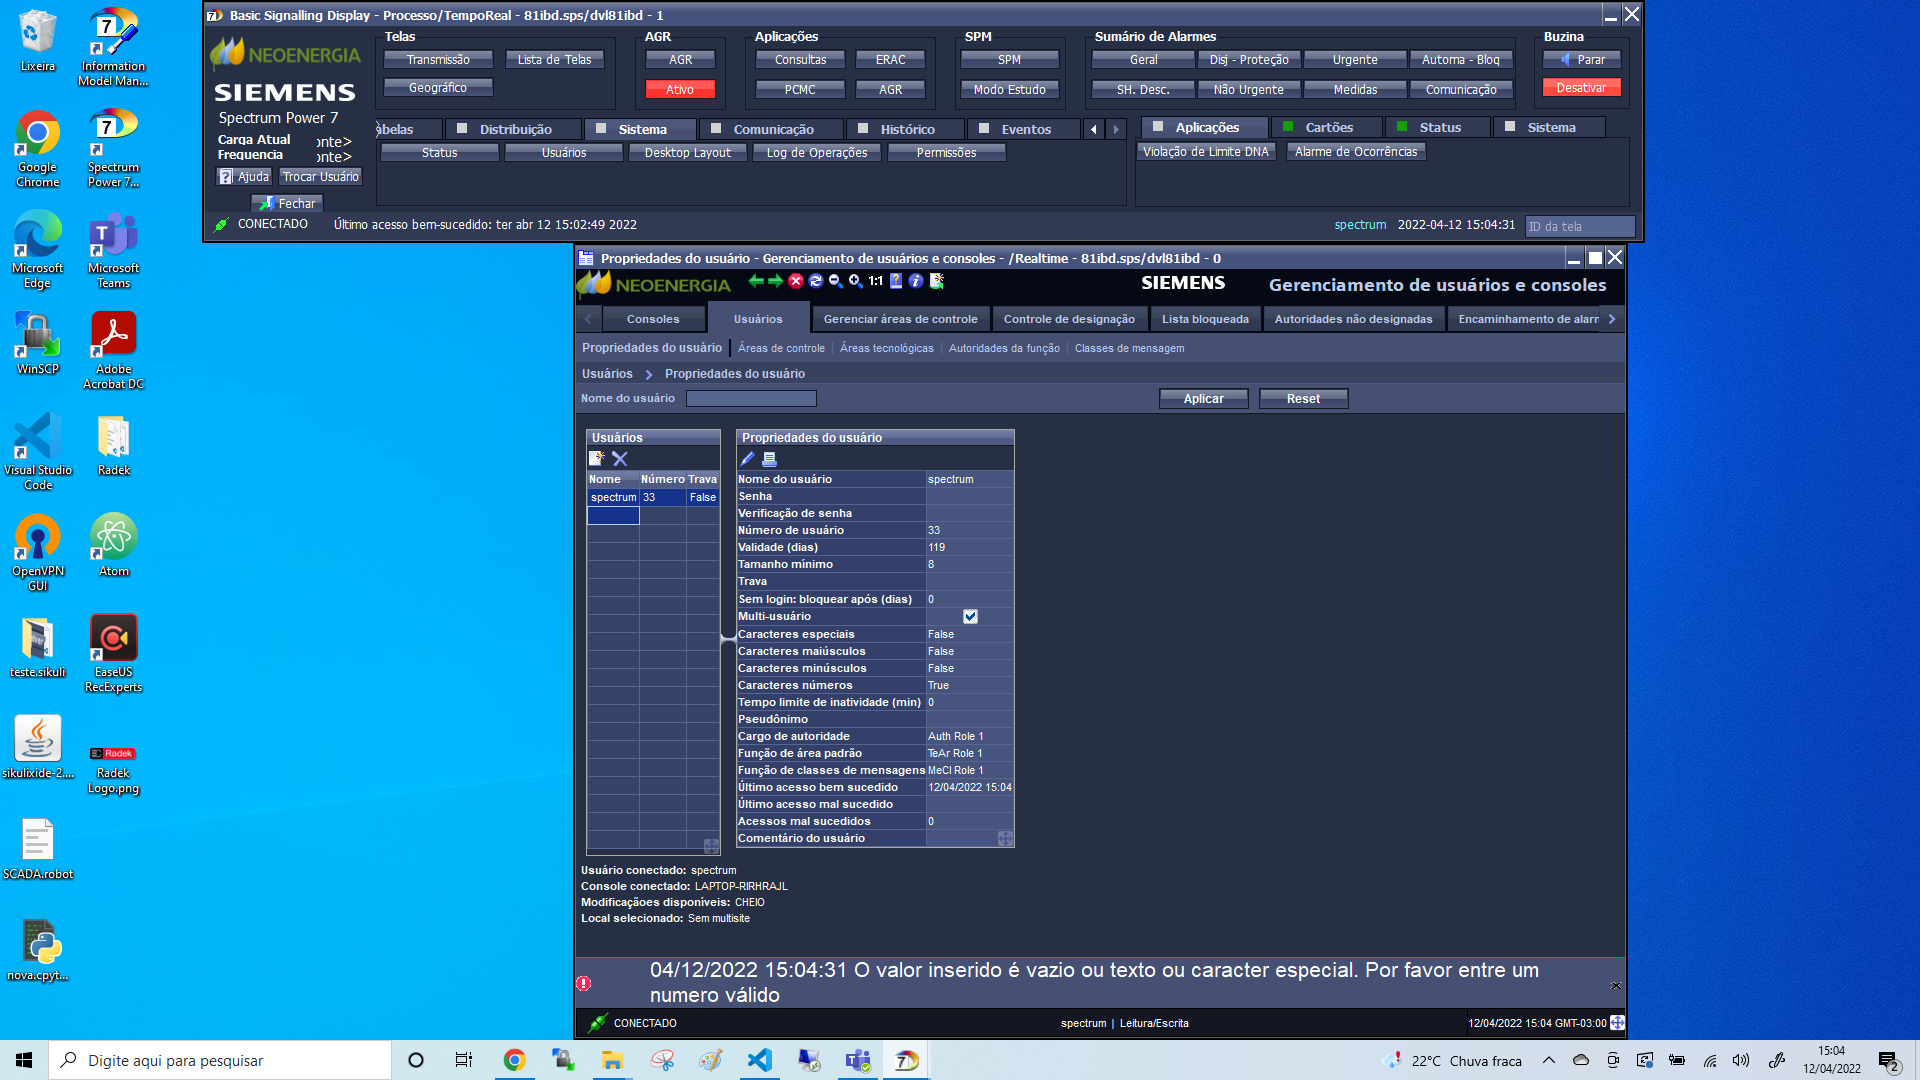 Lixeira
Information
Model Man...
Google
Chrome
Spectrum
Power 7...
Microsoft
Edge
Microsoft
Teams
WinSCP
Adobe
Acrobat DC
Visual Studio
Code
Radek
OpenVPN
GUI
Atom
teste.sikuli
EaseUS
RecExperts
sikulixide-2....
Radek
Radek
Logo.png
SCADA.robot
nova.cpyt...
Basic Signalling Display - Processo/TempoReal - 81ibd.sps/dvl81ibd - 1
NEOENERGIA
SIEMENS
Spectrum Power 7
Carga Atual onte>
Frequencia onte>
Ajuda Trocar Usuário
Fechar
Telas
Transmissão Lista de Telas
Geográfico
AGR
AGR
Ativo
Aplicações
Consultas ERAC
PCMC AGR
SPM
SPM
Modo Estudo
Sumário de Alarmes
Geral Disj - Proteção Urgente Automa - Bloq
SH. Desc. Não Urgente Medidas Comunicação
Buzina
Parar
Desativar
abelas Distribuição Sistema Comunicação Histórico Eventos
Status Usuários Desktop Layout Log de Operações Permissões
Aplicações Cartões Status Sistema
Violação de Limite DNA Alarme de Ocorrências
CONECTADO Último acesso bem-sucedido: ter abr 12 15:02:49 2022 spectrum 2022-04-12 15:04:31 ID da tela
Propriedades do usuário - Gerenciamento de usuários e consoles - /Realtime - 81ibd.sps/dvl81ibd - 0
NEOENERGIA 1:1 SIEMENS Gerenciamento de usuários e consoles
Consoles Usuários Gerenciar áreas de controle Controle de designação Lista bloqueada Autoridades não designadas Encaminhamento de alarn
Propriedades do usuário Áreas de controle Áreas tecnológicas Autoridades da função Classes de mensagem
Usuários > Propriedades do usuário
Nome do usuário Aplicar Reset
Usuários
Nome Número Trava
spectrum 33 False
Propriedades do usuário
Nome do usuário spectrum
Senha
Verificação de senha
Número de usuário 33
Validade (dias) 119
Tamanho mínimo 8
Trava
Sem login: bloquear após (dias) 0
Multi-usuário
Caracteres especiais False
Caracteres maiúsculos False
Caracteres minúsculos False
Caracteres números True
Tempo limite de inatividade (min) 0
Pseudônimo
Cargo de autoridade Auth Role 1
Função de área padrão TeAr Role 1
Função de classes de mensagens MeCl Role 1
Último acesso bem sucedido 12/04/2022 15:04
Último acesso mal sucedido
Acessos mal sucedidos 0
Comentário do usuário
Usuário conectado: spectrum
Console conectado: LAPTOP-RIRHRAJL
Modificaçãoes disponíveis: CHEIO
Local selecionado: Sem multisite
04/12/2022 15:04:31 O valor inserido é vazio ou texto ou caracter especial. Por favor entre um
numero válido
CONECTADO spectrum | Leitura/Escrita 12/04/2022 15:04 GMT-03:00
Digite aqui para pesquisar
22°C Chuva fraca
15:04
12/04/2022
2